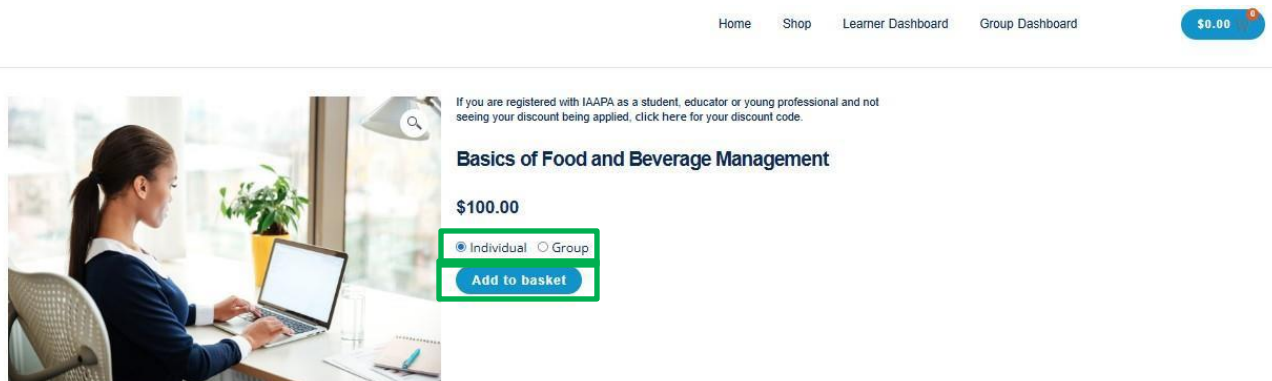 Home Shop Learner Dashboard Group Dashboard $0.00 0
If you are registered with IAAPA as a student, educator or young professional and not
seeing your discount being applied, click here for your discount code.
Basics of Food and Beverage Management
$100.00
Individual Group
Add to basket